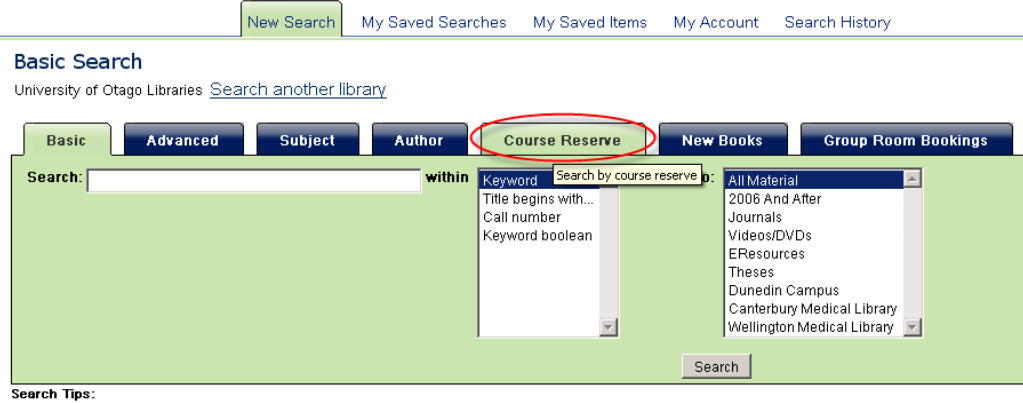 New Search My Saved Searches My Saved Items My Account Search History
Basic Search
University of Otago Libraries Search another library
Basic Advanced Subject Author Course Reserve New Books Group Room Bookings
Search: within Keyword Search by course reserve o: All Material
Title begins with... 2006 And After
Call number Journals
Keyword boolean Videos/DVDs
EResources
Theses
Dunedin Campus
Canterbury Medical Library
Wellington Medical Library
Search
Search Tips: